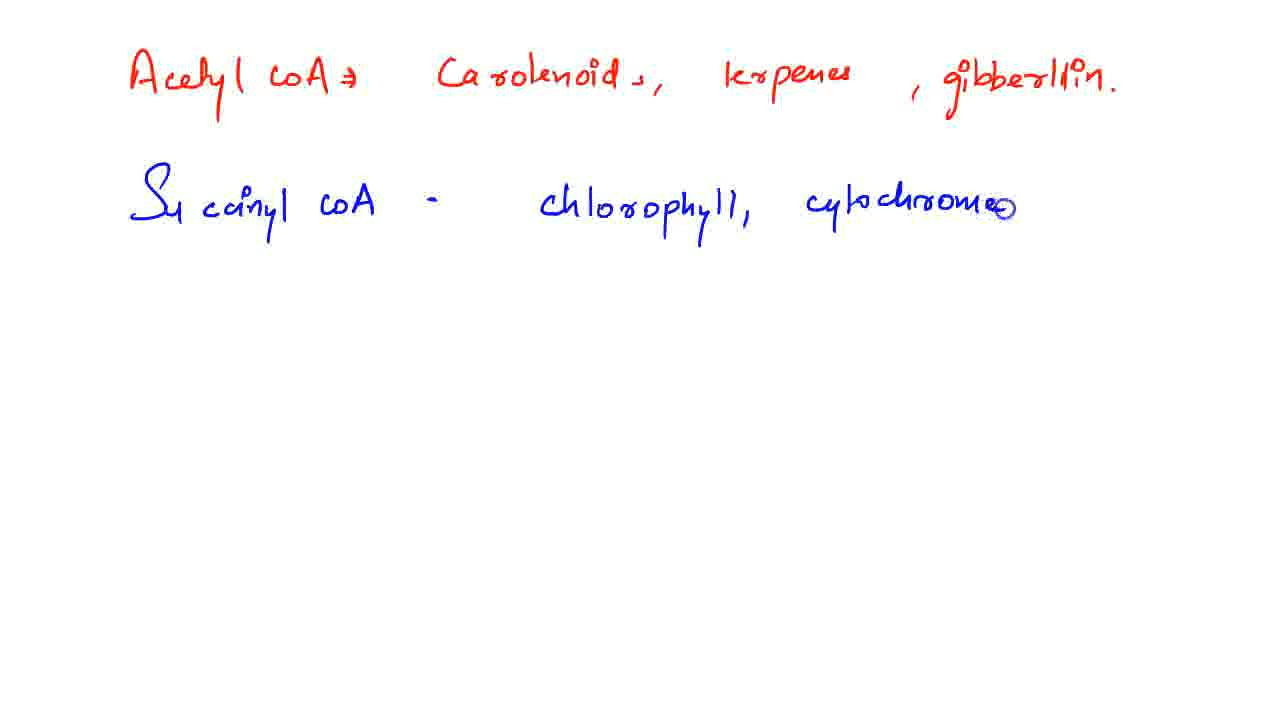 Acetyl coA → Carotenoids, terpenes, gibberllin.
Succinyl coA - chlorophyll, cytochrome